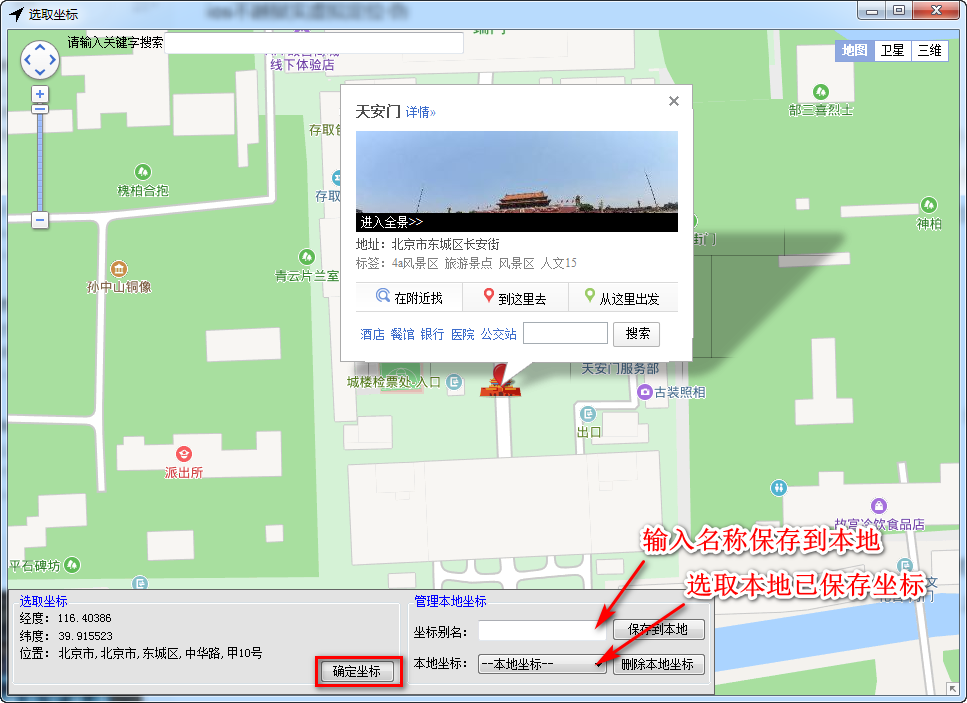 选取坐标
请输入关键字搜索
地图 卫星 三维
线下体验店
郜三喜烈士
天安门 详情»
存取
槐柏合抱
存取
进入全景>>
神柏
地址: 北京市东城区长安街
街门
标签: 4a风景区 旅游景点 风景区 人文15
青云片兰室
孙中山铜像
在附近找 到这里去 从这里出发
酒店 餐馆 银行 医院 公交站 搜索
天安门服务部
城楼检票处-入口
古装照相
出口
派出所
故宫冷饮食品店
输入名称保存到本地
平石碑坊
选取本地已保存坐标
选取坐标
经度: 116.40386
纬度: 39.915523
位置: 北京市,北京市,东城区,中华路,甲10号
确定坐标
管理本地坐标
坐标别名: 保存到本地
本地坐标: --本地坐标-- 删除本地坐标